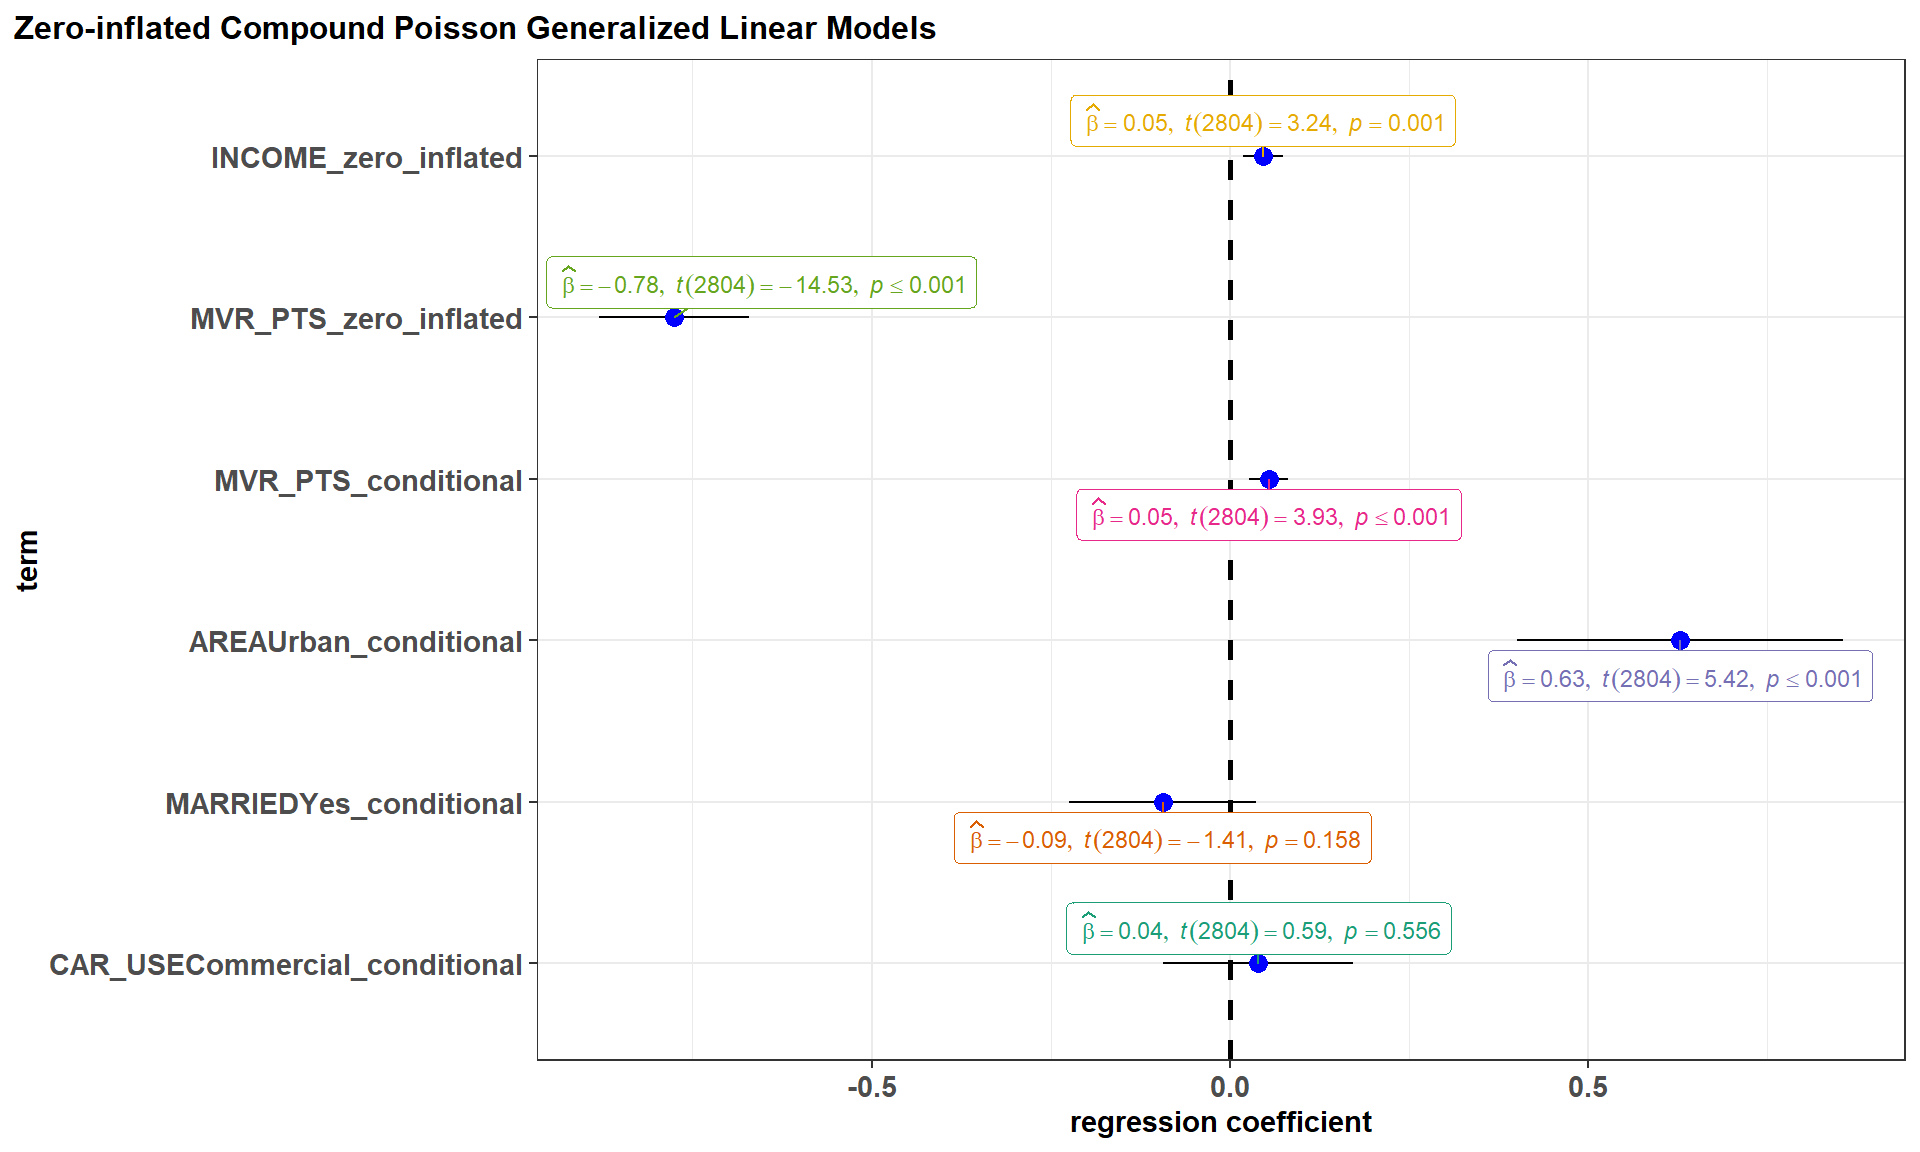 Zero-inflated Compound Poisson Generalized Linear Models
INCOME_zero_inflated
β̂ = 0.05, t(2804) = 3.24, p = 0.001
MVR_PTS_zero_inflated
β̂ = −0.78, t(2804) = −14.53, p ≤ 0.001
MVR_PTS_conditional
β̂ = 0.05, t(2804) = 3.93, p ≤ 0.001
term
AREAUrban_conditional
β̂ = 0.63, t(2804) = 5.42, p ≤ 0.001
MARRIEDYes_conditional
β̂ = −0.09, t(2804) = −1.41, p = 0.158
CAR_USECommercial_conditional
β̂ = 0.04, t(2804) = 0.59, p = 0.556
-0.5 0.0 0.5
regression coefficient